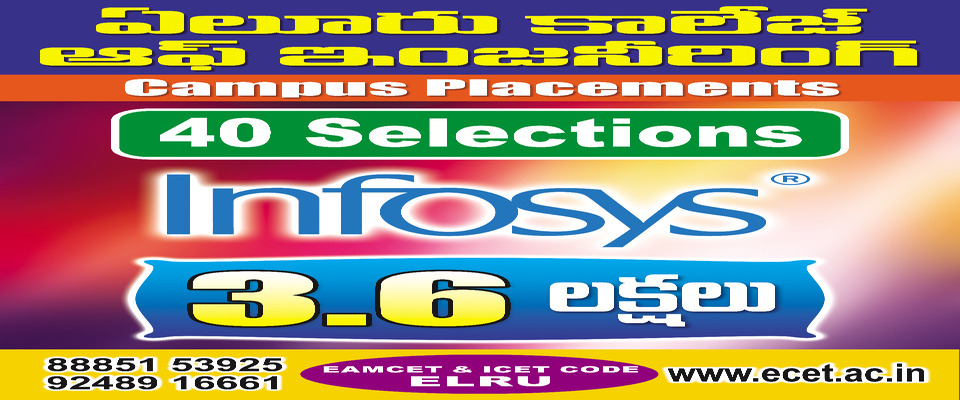 ఏలూరు కాలేజ్
ఆఫ్ ఇంజనీరింగ్
Campus Placements
40 Selections
Infosys®
3.6 లక్షలు
88851 53925
92489 16661
EAMCET & ICET CODE
ELRU
www.ecet.ac.in